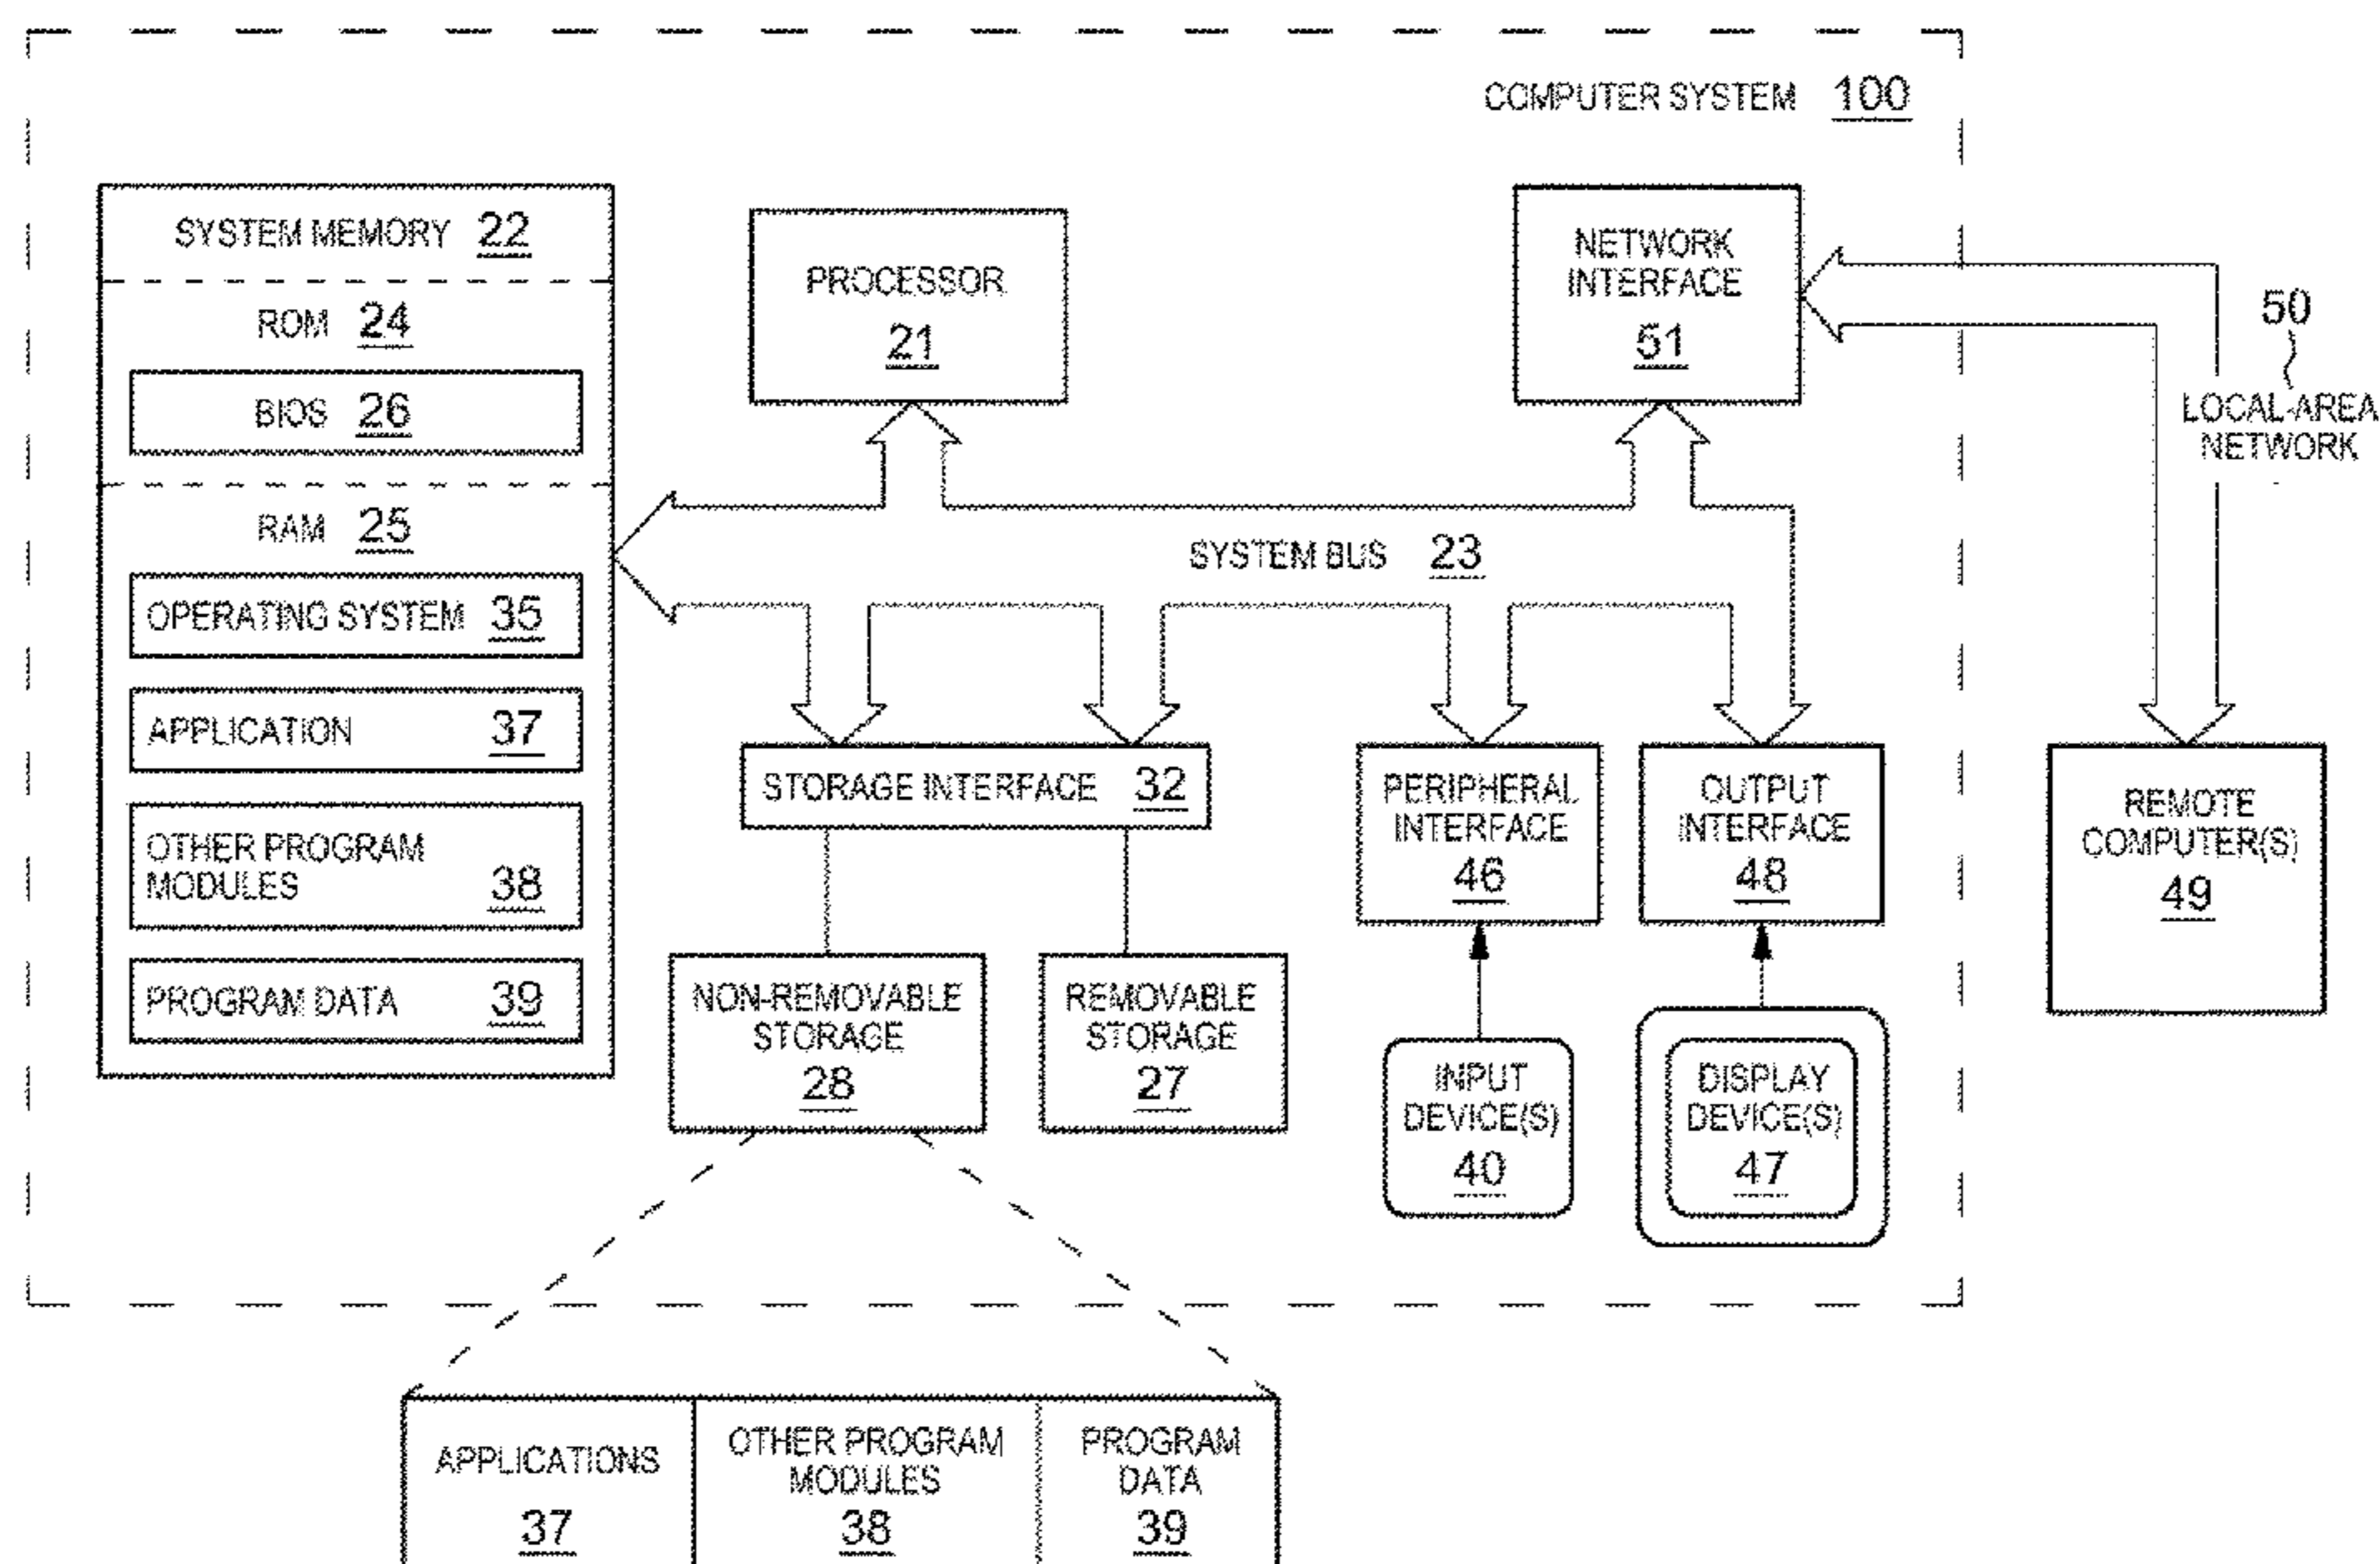 COMPUTER SYSTEM 100
SYSTEM MEMORY 22
ROM 24
BIOS 26
RAM 25
OPERATING SYSTEM 35
APPLICATION 37
OTHER PROGRAM
MODULES 38
PROGRAM DATA 39
PROCESSOR
21
NETWORK
INTERFACE
51
50
LOCAL-AREA
NETWORK
SYSTEM BUS 23
STORAGE INTERFACE 32
PERIPHERAL
INTERFACE
46
OUTPUT
INTERFACE
48
REMOTE
COMPUTER(S)
49
NON-REMOVABLE
STORAGE
28
REMOVABLE
STORAGE
27
INPUT
DEVICE(S)
40
DISPLAY
DEVICE(S)
47
APPLICATIONS
37
OTHER PROGRAM
MODULES
38
PROGRAM
DATA
39